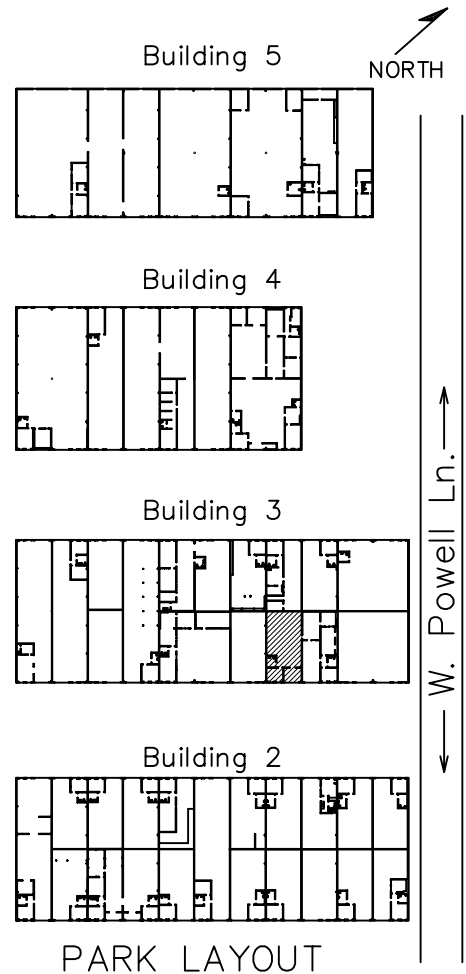 Building 5
NORTH
Building 4
Building 3
W. Powell Ln.
Building 2
PARK LAYOUT